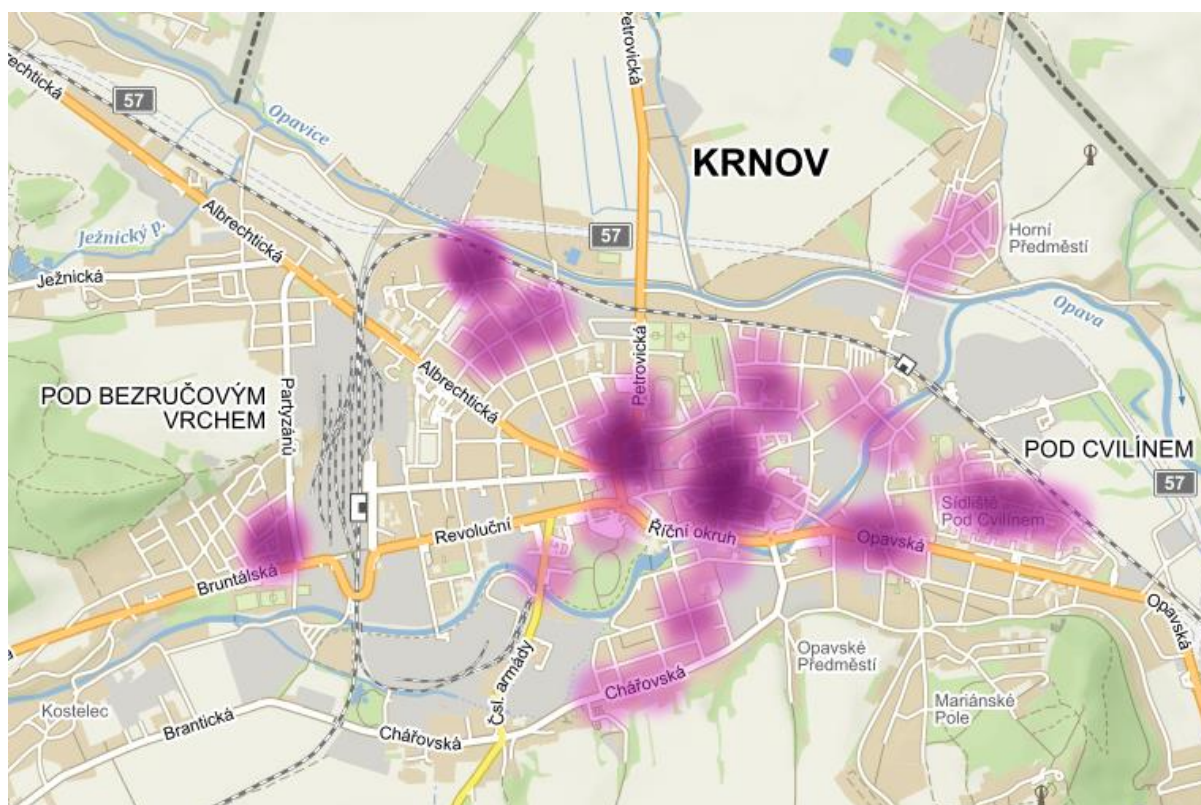 Albrechtická
57
Opavice
Petrovická
KRNOV
Ježnický p.
Ježnická
Albrechtická
57
Horní
Předměstí
Opava
POD BEZRUČOVÝM
VRCHEM
Partyzánů
Albrechtická
Petrovická
POD CVILÍNEM
57
Sídliště
Pod Cvilínem
Revoluční
Říční okruh
Opavská
Bruntálská
Opavská
Opavské
Předměstí
Chářovská
Čsl. armády
Mariánské
Pole
Kostelec
Brantická
Chářovská